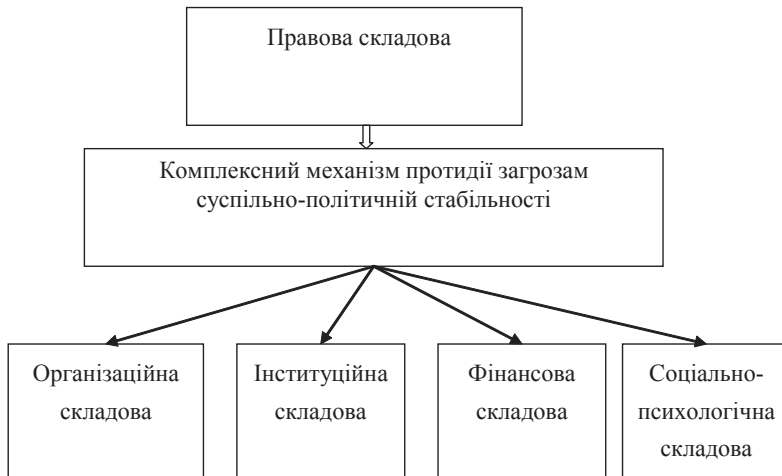 Правова складова
Комплексний механізм протидії загрозам
суспільно-політичній стабільності
Організаційна
складова
Інституційна
складова
Фінансова
складова
Соціально-
психологічна
складова